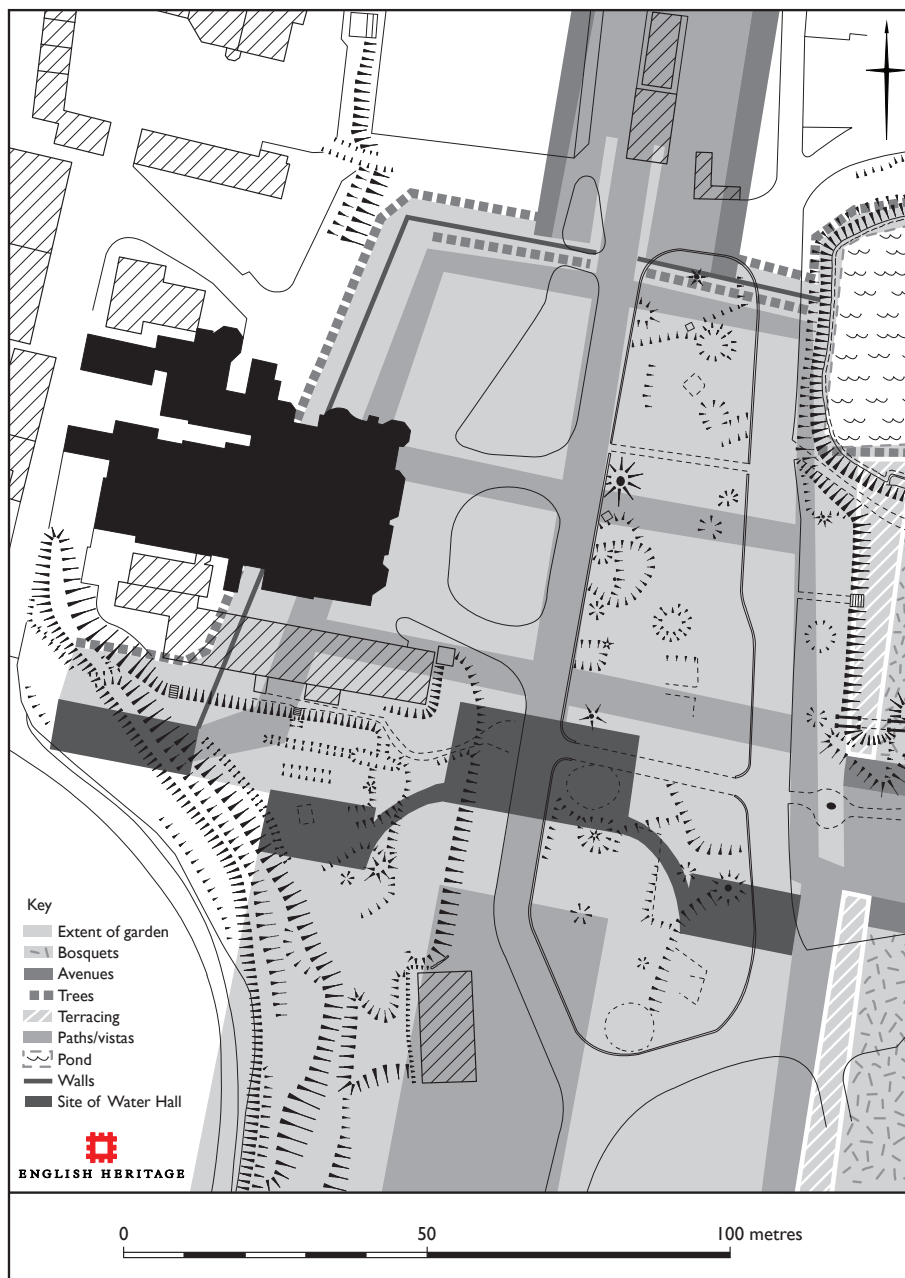 Key
Extent of garden
Bosquets
Avenues
Trees
Terracing
Paths/vistas
Pond
Walls
Site of Water Hall
ENGLISH HERITAGE
0 50 100 metres